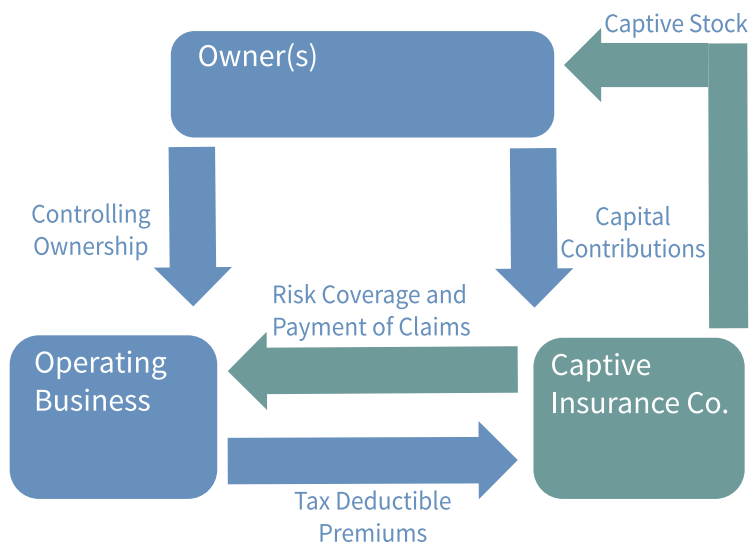 Captive Stock
Owner(s)
Controlling
Ownership
Capital
Contributions
Risk Coverage and
Payment of Claims
Operating
Business
Captive
Insurance Co.
Tax Deductible
Premiums